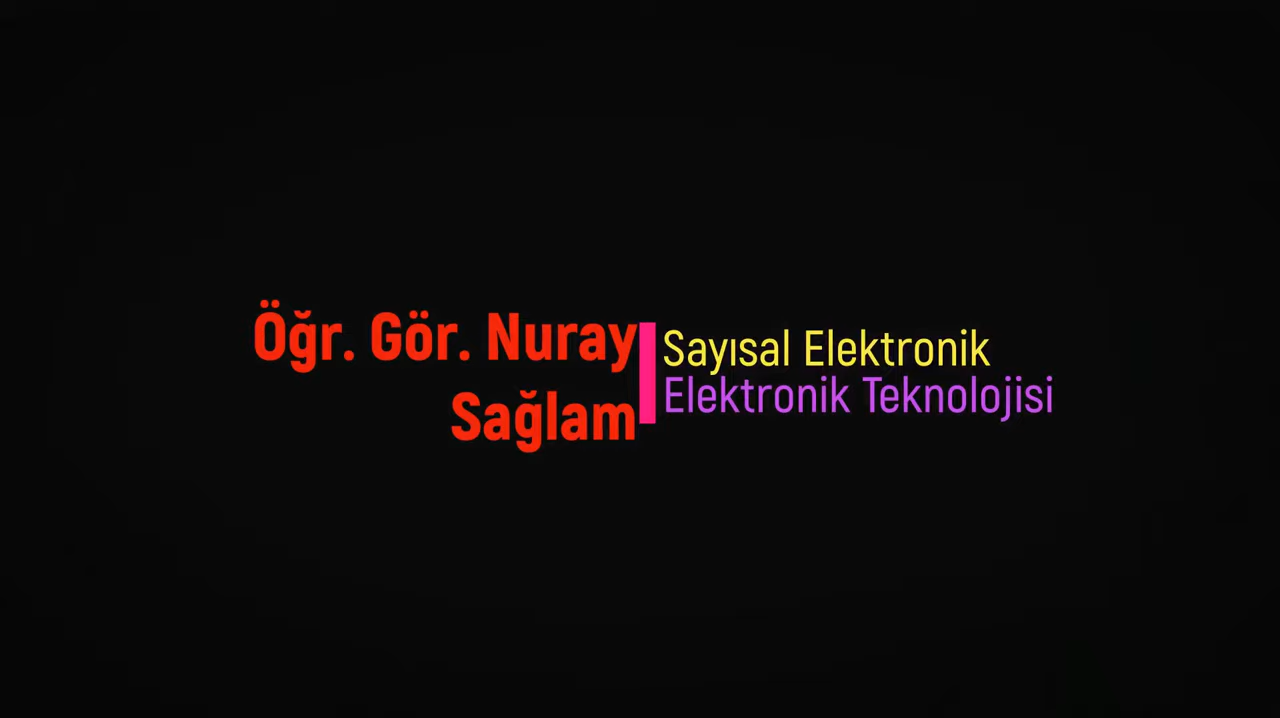 Öğr. Gör. Nuray
Sağlam
Sayısal Elektronik
Elektronik Teknolojisi